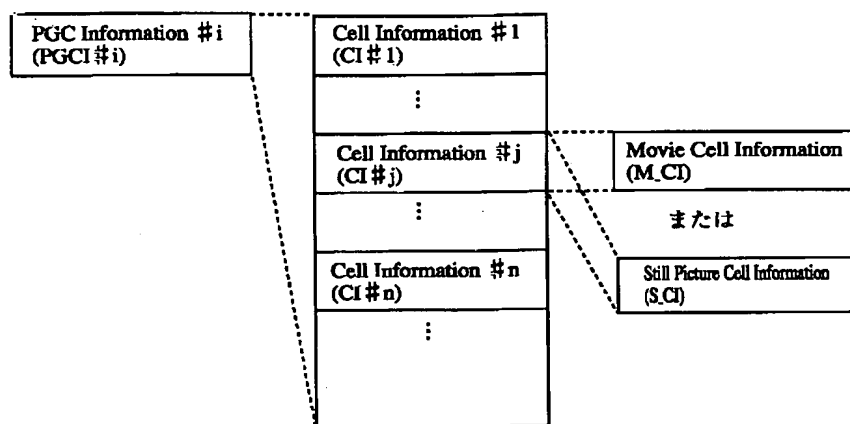 PGC Information #i
(PGCI#i)
Cell Information #1
(CI#1)
⋮
Cell Information #j
(CI#j)
⋮
Cell Information #n
(CI#n)
⋮
Movie Cell Information
(M_CI)
または
Still Picture Cell Information
(S_CI)